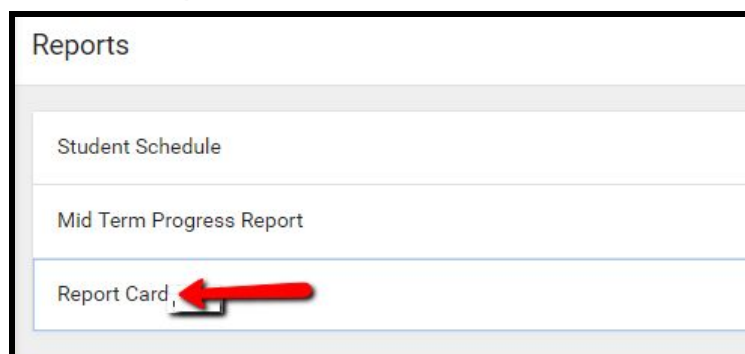 Reports
Student Schedule
Mid Term Progress Report
Report Card